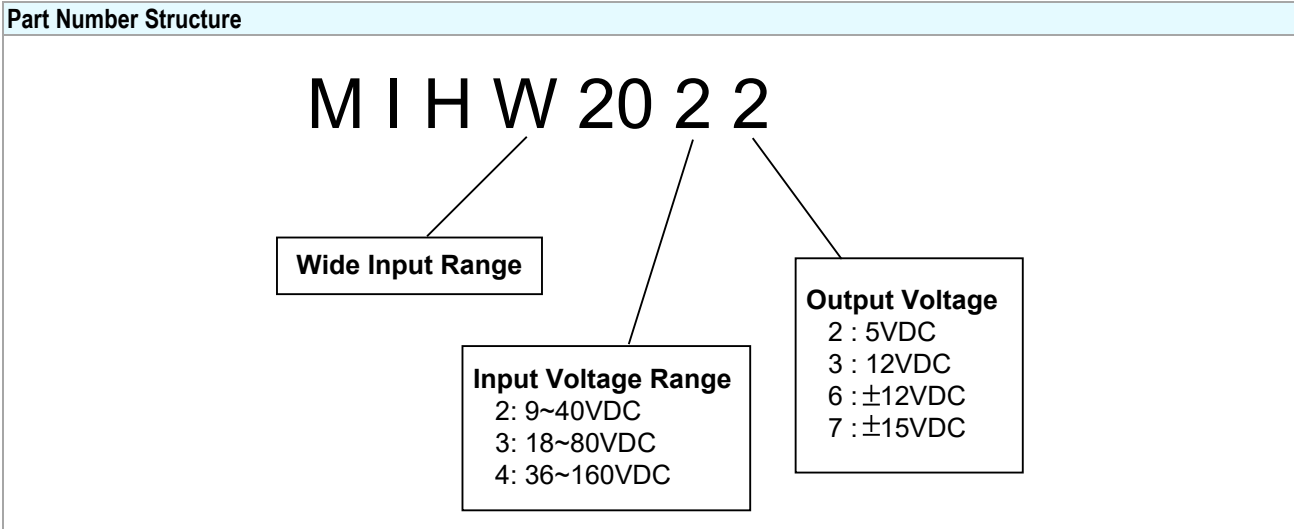 Part Number Structure
M I H W 20 2 2
Wide Input Range
Input Voltage Range
2: 9~40VDC
3: 18~80VDC
4: 36~160VDC
Output Voltage
2 : 5VDC
3 : 12VDC
6 : ±12VDC
7 : ±15VDC